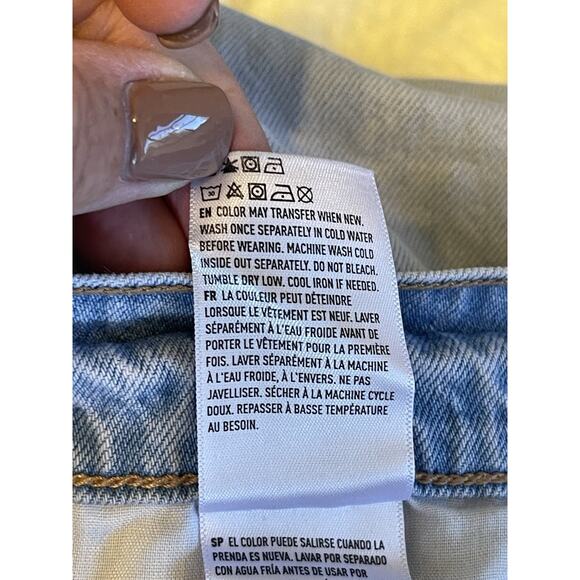 30
EN COLOR MAY TRANSFER WHEN NEW.
WASH ONCE SEPARATELY IN COLD WATER
BEFORE WEARING. MACHINE WASH COLD
INSIDE OUT SEPARATELY. DO NOT BLEACH.
TUMBLE DRY LOW. COOL IRON IF NEEDED.
FR LA COULEUR PEUT DÉTEINDRE
LORSQUE LE VÊTEMENT EST NEUF. LAVER
SÉPARÉMENT À L'EAU FROIDE AVANT DE
PORTER LE VÊTEMENT POUR LA PREMIÈRE
FOIS. LAVER SÉPARÉMENT À LA MACHINE
À L'EAU FROIDE, À L'ENVERS. NE PAS
JAVELLISER. SÉCHER À LA MACHINE CYCLE
DOUX. REPASSER À BASSE TEMPÉRATURE
AU BESOIN.
SP EL COLOR PUEDE SALIRSE CUANDO LA
PRENDA ES NUEVA. LAVAR POR SEPARADO
CON AGUA FRÍA ANTES DE USAR POR